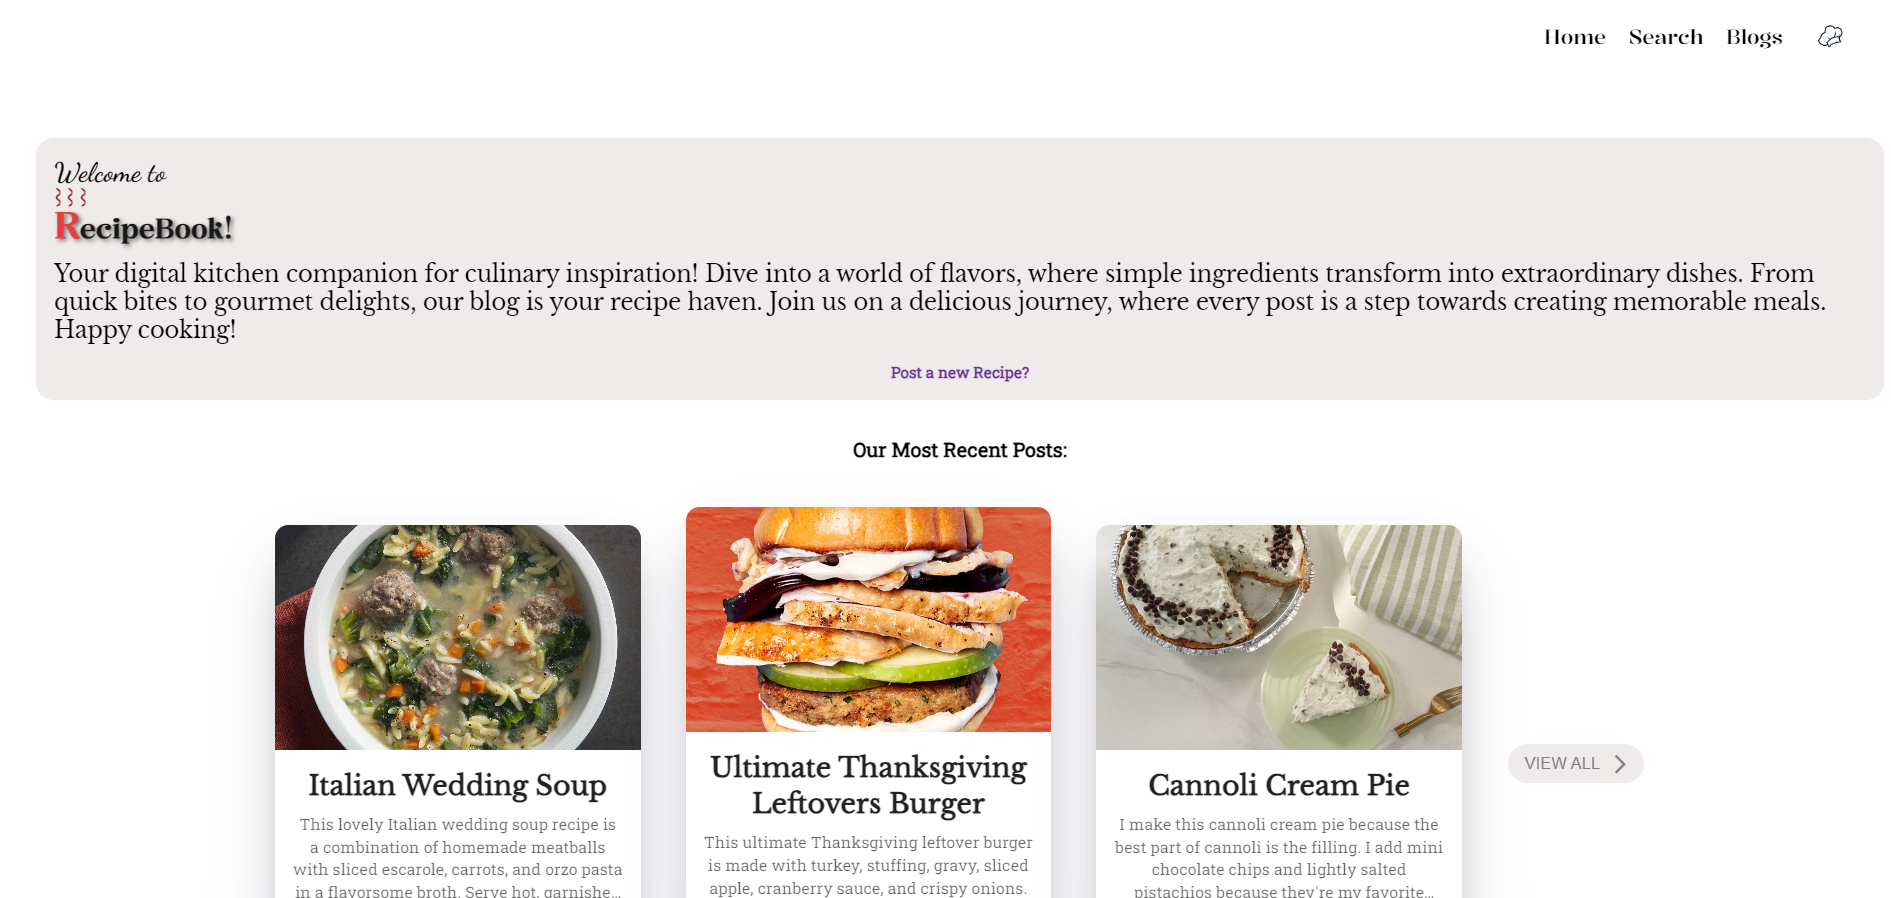 Home Search Blogs
Welcome to
RecipeBook!
Your digital kitchen companion for culinary inspiration! Dive into a world of flavors, where simple ingredients transform into extraordinary dishes. From
quick bites to gourmet delights, our blog is your recipe haven. Join us on a delicious journey, where every post is a step towards creating memorable meals.
Happy cooking!
Post a new Recipe?
Our Most Recent Posts:
Italian Wedding Soup
This lovely Italian wedding soup recipe is
a combination of homemade meatballs
with sliced escarole, carrots, and orzo pasta
in a flavorsome broth. Serve hot, garnishe...
Ultimate Thanksgiving
Leftovers Burger
This ultimate Thanksgiving leftover burger
is made with turkey, stuffing, gravy, sliced
apple, cranberry sauce, and crispy onions.
Cannoli Cream Pie
I make this cannoli cream pie because the
best part of cannoli is the filling. I add mini
chocolate chips and lightly salted
pistachios because they're my favorite...
VIEW ALL